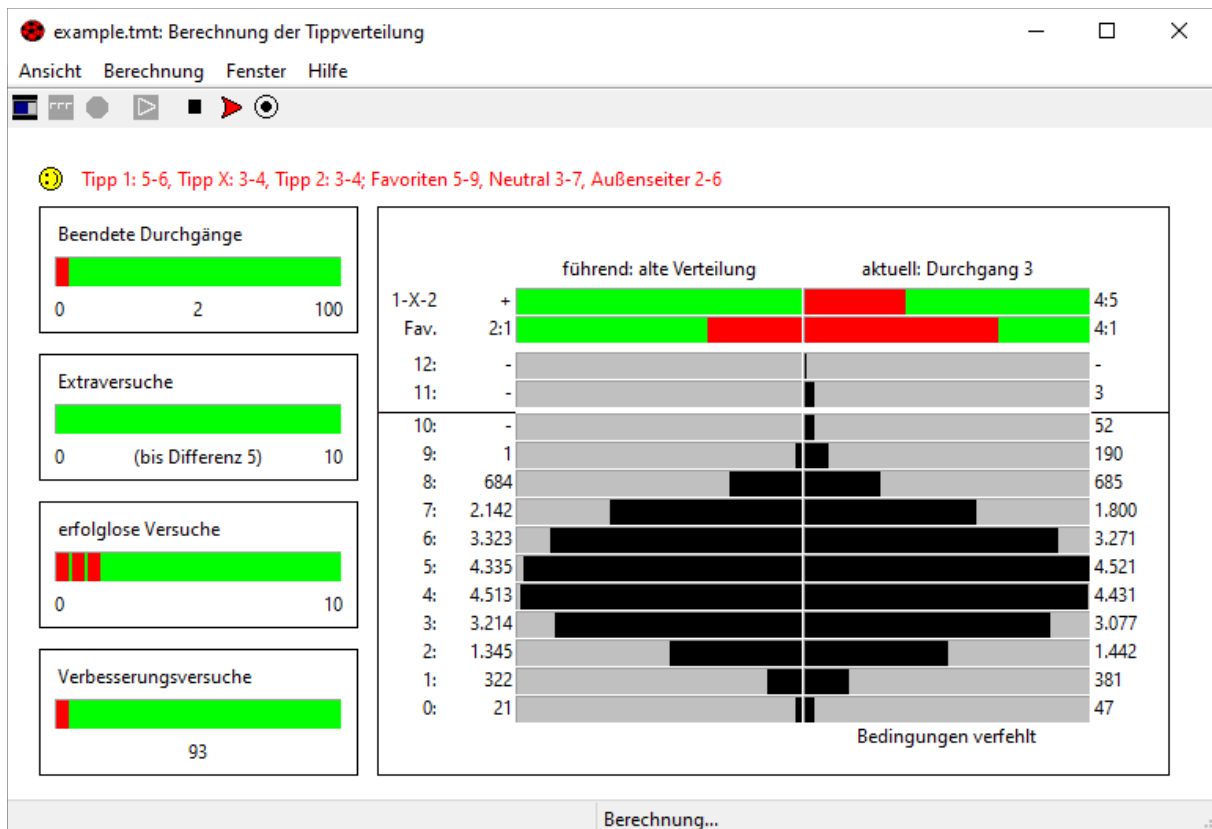 example.tmt: Berechnung der Tippverteilung
Ansicht Berechnung Fenster Hilfe
Tipp 1: 5-6, Tipp X: 3-4, Tipp 2: 3-4; Favoriten 5-9, Neutral 3-7, Außenseiter 2-6
Beendete Durchgänge
0 2 100
Extraversuche
0 (bis Differenz 5) 10
erfolglose Versuche
0 10
Verbesserungsversuche
93
führend: alte Verteilung aktuell: Durchgang 3
1-X-2 + 4:5
Fav. 2:1 4:1
12: - -
11: - 3
10: - 52
9: 1 190
8: 684 685
7: 2.142 1.800
6: 3.323 3.271
5: 4.335 4.521
4: 4.513 4.431
3: 3.214 3.077
2: 1.345 1.442
1: 322 381
0: 21 47
Bedingungen verfehlt
Berechnung...